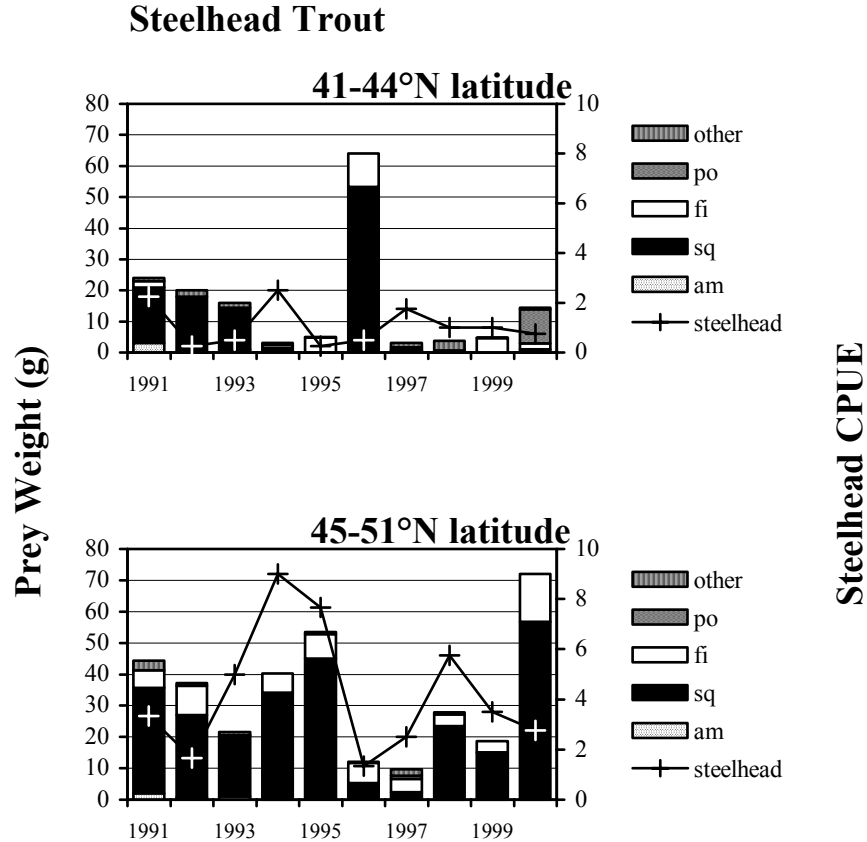 Steelhead Trout
41-44°N latitude
80
70
60
50
40
30
20
10
0
10
8
6
4
2
0
1991 1993 1995 1997 1999
other
po
fi
sq
am
steelhead
Prey Weight (g)
Steelhead CPUE
45-51°N latitude
80
70
60
50
40
30
20
10
0
10
8
6
4
2
0
1991 1993 1995 1997 1999
other
po
fi
sq
am
steelhead